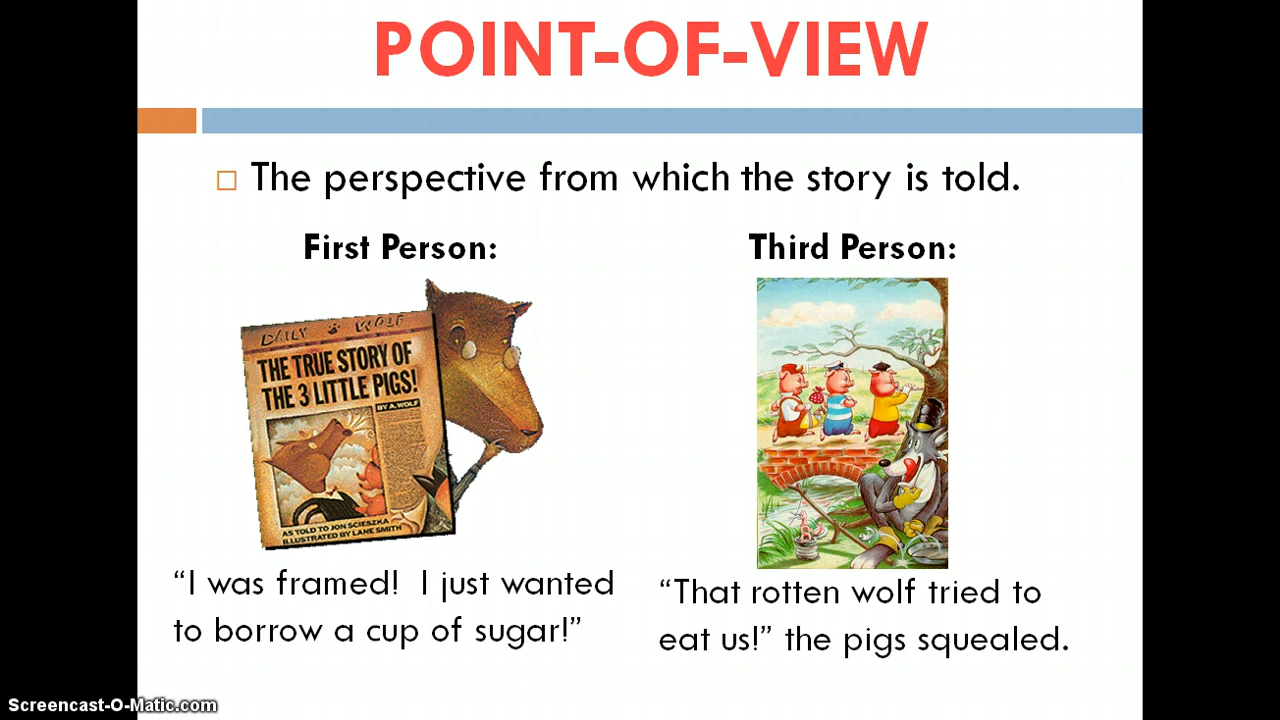 POINT-OF-VIEW
The perspective from which the story is told.
First Person:
Third Person:
DAILY WOLF
THE TRUE STORY OF
THE 3 LITTLE PIGS!
BY A. WOLF
AS TOLD TO JON SCIESZKA
ILLUSTRATED BY LANE SMITH
“I was framed! I just wanted
to borrow a cup of sugar!”
“That rotten wolf tried to
eat us!” the pigs squealed.
Screencast-O-Matic.com